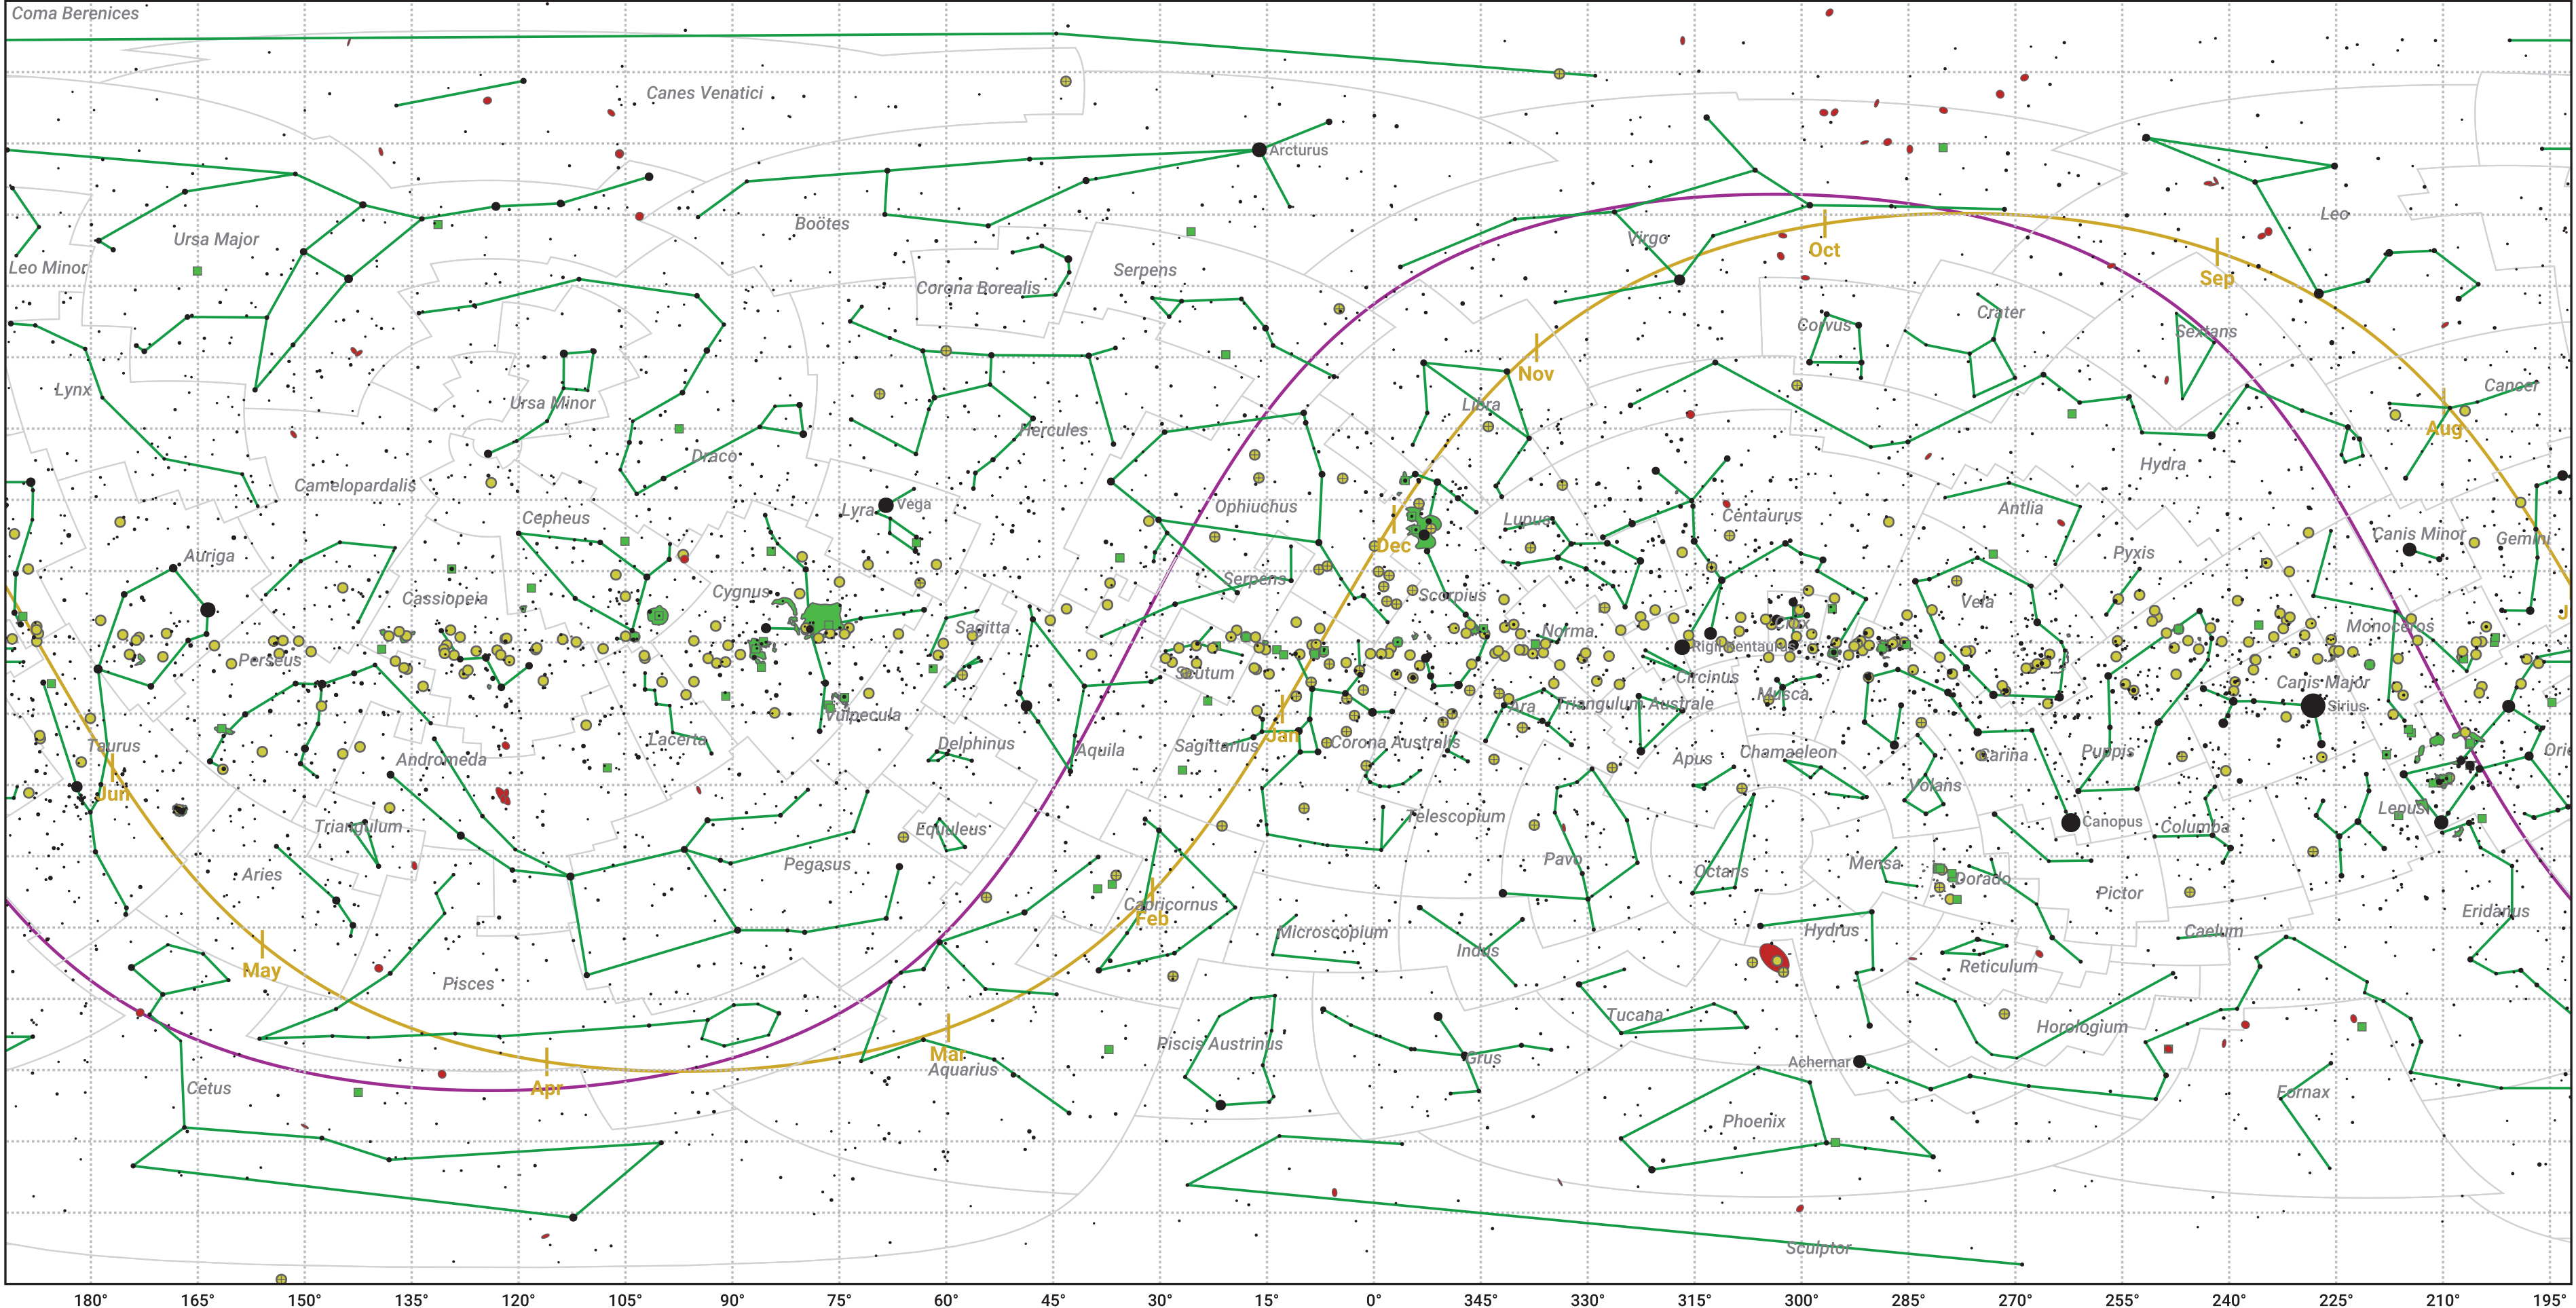 Coma Berenices
Canes Venatici
Arcturus
Ursa Major
Boötes
Virgo
Leo
Oct
Leo Minor
Corona Borealis
Serpens
Sep
Corvus
Crater
Sextans
Lynx
Ursa Minor
Hercules
Libra
Nov
Cancer
Aug
Draco
Hydra
Camelopardalis
Lyra
Vega
Ophiuchus
Cepheus
Lupus
Centaurus
Antlia
Dec
Canis Minor
Gemini
Auriga
Pyxis
Cassiopeia
Cygnus
Serpens
Scorpius
Vela
Crux
J
Sagitta
Norma
Monoceros
Perseus
Rigil Kentaurus
Scutum
Circinus
Musca
Canis Major
Sirius
Vulpecula
Ara
Triangulum Australe
Taurus
Lacerta
Delphinus
Aquila
Sagittarius
Jan
Corona Australis
Apus
Chamaeleon
Carina
Puppis
Orio
Andromeda
Jun
Volans
Lepus
Triangulum
Equuleus
Telescopium
Canopus
Columba
Aries
Pegasus
Pavo
Octans
Mensa
Dorado
Pictor
Capricornus
Feb
Eridanus
Microscopium
Indus
Hydrus
Caelum
May
Pisces
Reticulum
Tucana
Horologium
Mar
Piscis Austrinus
Grus
Achernar
Aquarius
Cetus
Apr
Fornax
Phoenix
Sculptor
180° 165° 150° 135° 120° 105° 90° 75° 60° 45° 30° 15° 0° 345° 330° 315° 300° 285° 270° 255° 240° 225° 210° 195°